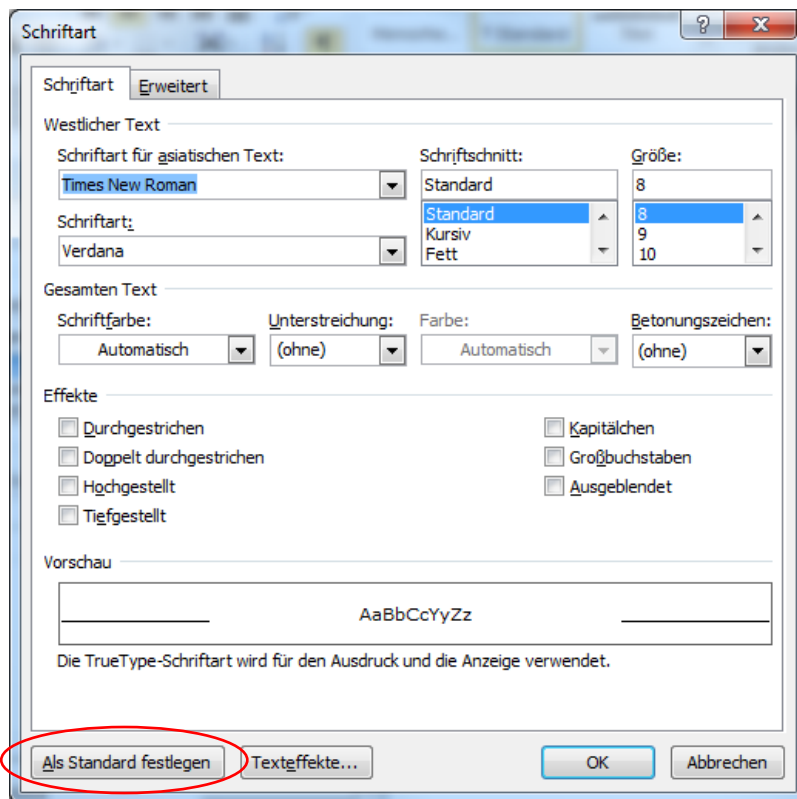 Schriftart
Schriftart Erweitert
Westlicher Text
Schriftart für asiatischen Text: Schriftschnitt: Größe:
Times New Roman Standard 8
Schriftart: Standard 8
Kursiv 9
Verdana Fett 10
Gesamten Text
Schriftfarbe: Unterstreichung: Farbe: Betonungszeichen:
Automatisch (ohne) Automatisch (ohne)
Effekte
Durchgestrichen Kapitälchen
Doppelt durchgestrichen Großbuchstaben
Hochgestellt Ausgeblendet
Tiefgestellt
Vorschau
AaBbCcYyZz
Die TrueType-Schriftart wird für den Ausdruck und die Anzeige verwendet.
Als Standard festlegen Texteffekte... OK Abbrechen